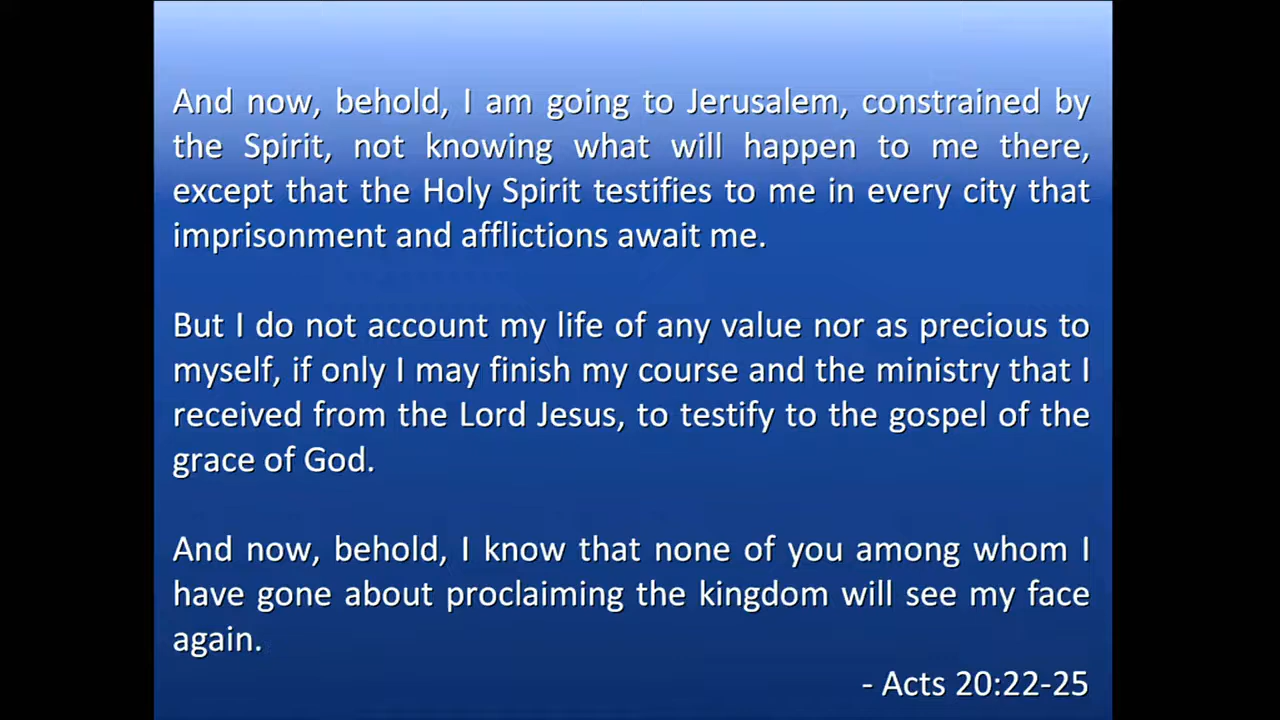 And now, behold, I am going to Jerusalem, constrained by
the Spirit, not knowing what will happen to me there,
except that the Holy Spirit testifies to me in every city that
imprisonment and afflictions await me.
But I do not account my life of any value nor as precious to
myself, if only I may finish my course and the ministry that I
received from the Lord Jesus, to testify to the gospel of the
grace of God.
And now, behold, I know that none of you among whom I
have gone about proclaiming the kingdom will see my face
again.
- Acts 20:22-25